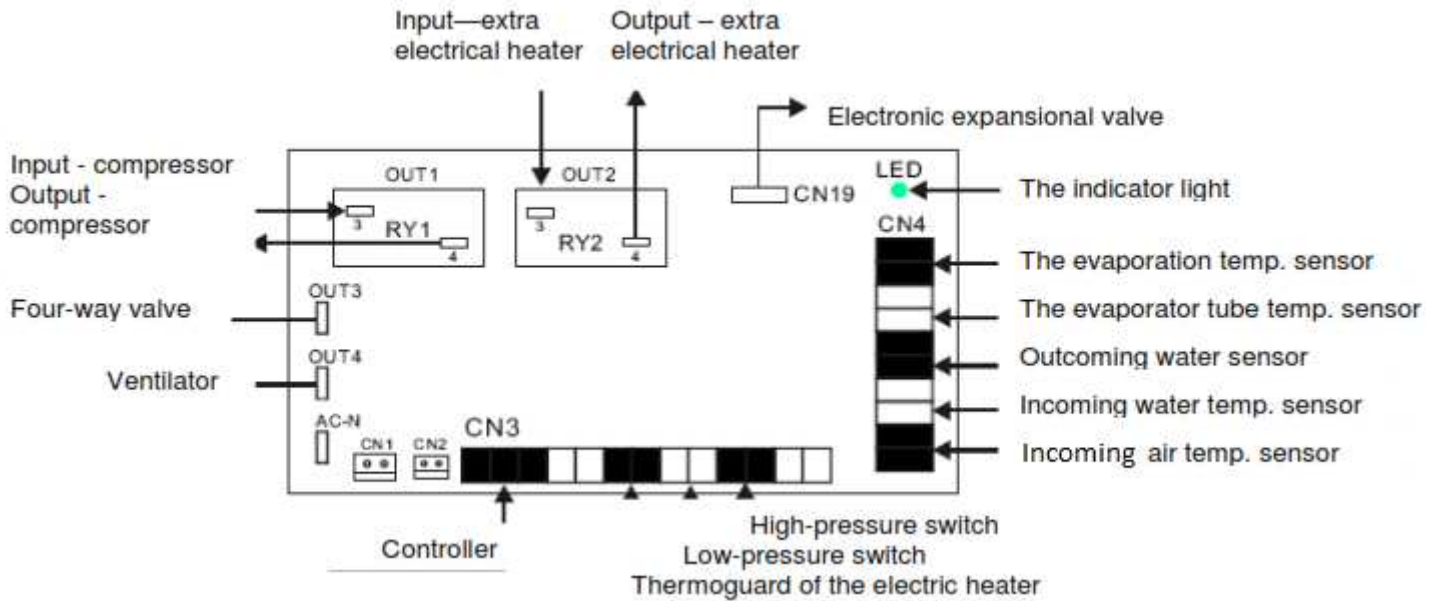 Input—extra
electrical heater
Output – extra
electrical heater
Electronic expansional valve
Input - compressor
Output -
compressor
OUT1
OUT2
LED
CN19
The indicator light
3
RY1
4
3
RY2
4
CN4
The evaporation temp. sensor
OUT3
Four-way valve
The evaporator tube temp. sensor
OUT4
Ventilator
Outcoming water sensor
Incoming water temp. sensor
AC-N
CN1
CN2
CN3
Incoming air temp. sensor
Controller
High-pressure switch
Low-pressure switch
Thermoguard of the electric heater